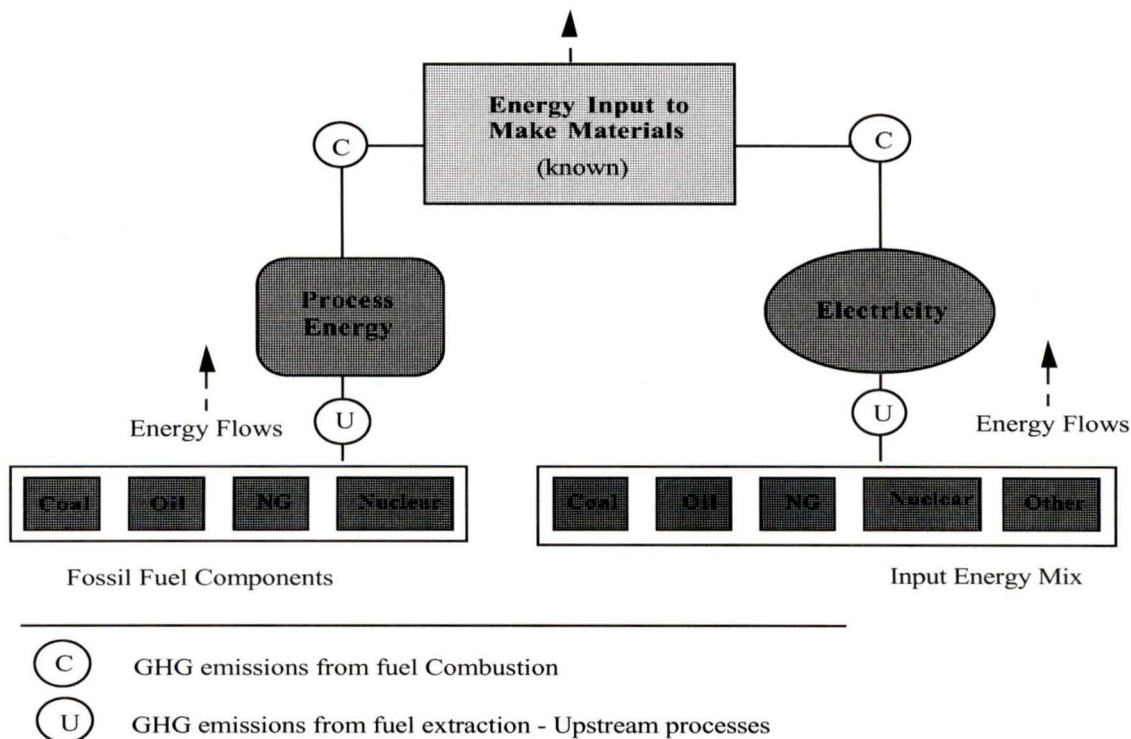 Energy Input to
Make Materials
(known)
C
C
Process
Energy
Electricity
Energy Flows
U
U
Energy Flows
Coal
Oil
NG
Nuclear
Coal
Oil
NG
Nuclear
Other
Fossil Fuel Components
Input Energy Mix
C GHG emissions from fuel Combustion
U GHG emissions from fuel extraction - Upstream processes